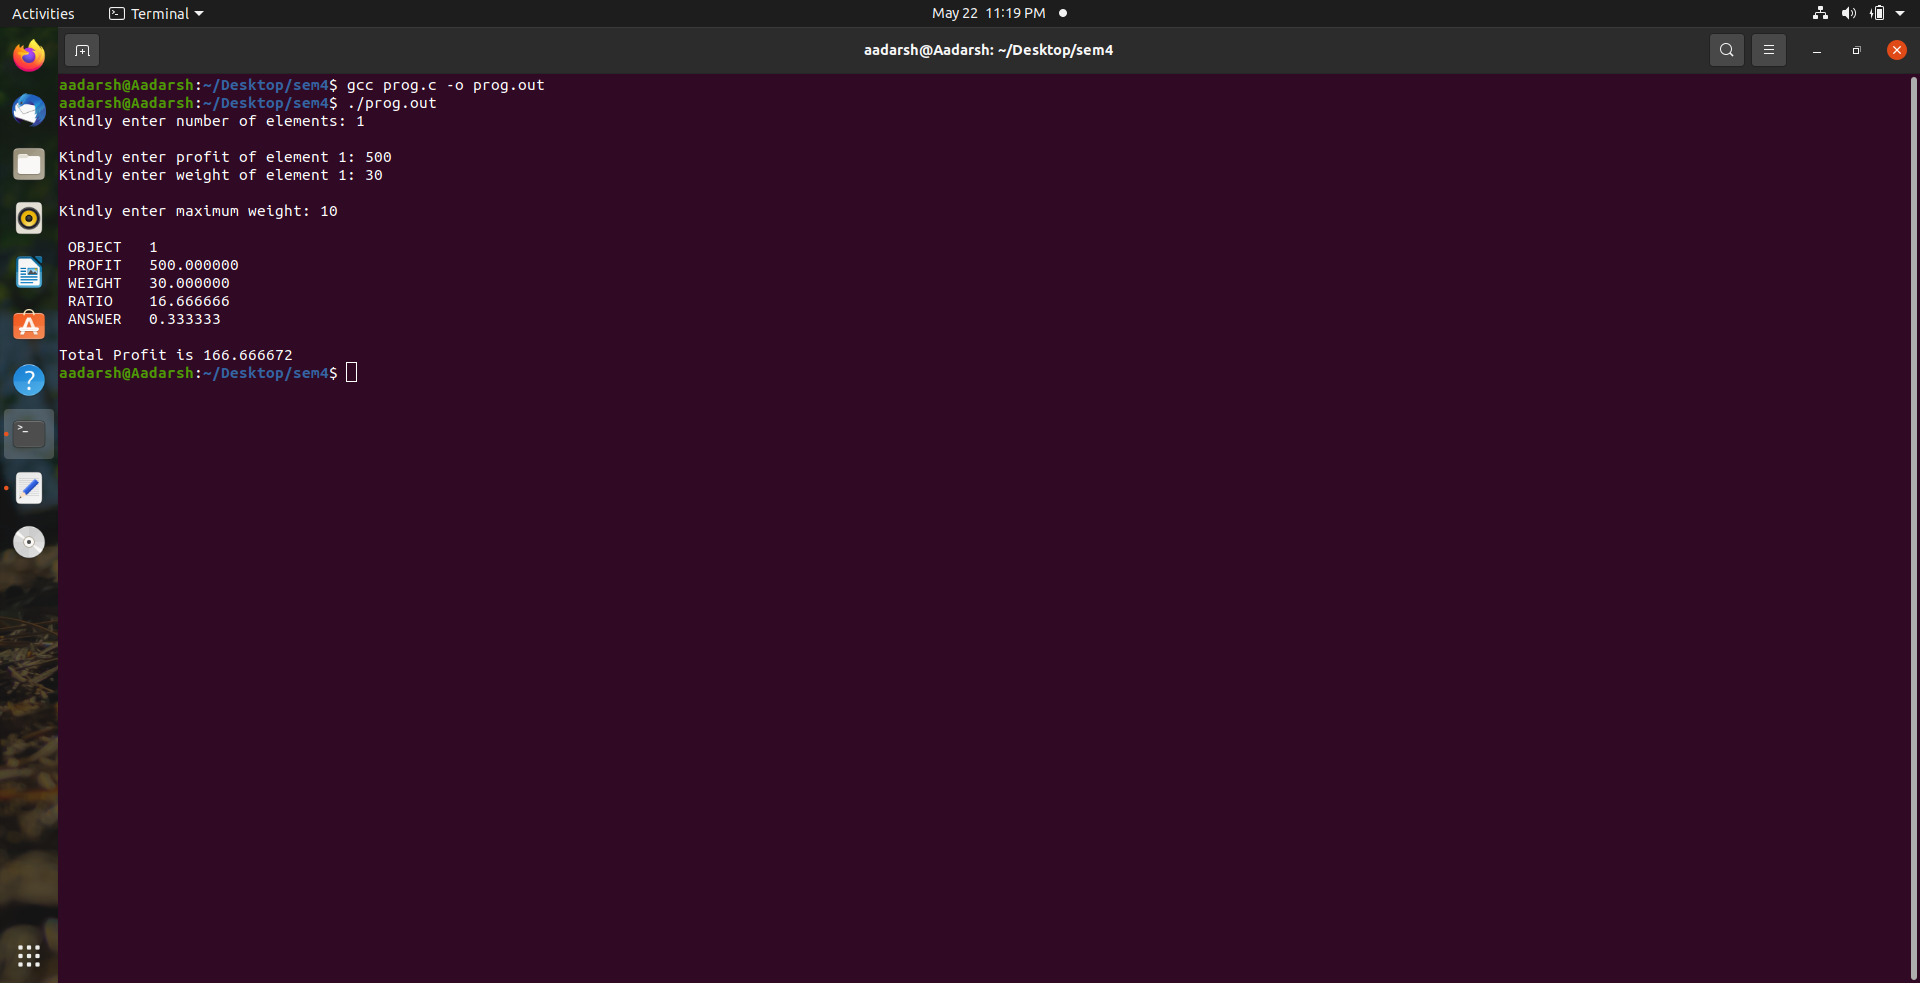 Activities Terminal May 22 11:19 PM
aadarsh@Aadarsh: ~/Desktop/sem4
aadarsh@Aadarsh:~/Desktop/sem4$ gcc prog.c -o prog.out
aadarsh@Aadarsh:~/Desktop/sem4$ ./prog.out
Kindly enter number of elements: 1
Kindly enter profit of element 1: 500
Kindly enter weight of element 1: 30
Kindly enter maximum weight: 10
OBJECT 1
PROFIT 500.000000
WEIGHT 30.000000
RATIO 16.666666
ANSWER 0.333333
Total Profit is 166.666672
aadarsh@Aadarsh:~/Desktop/sem4$